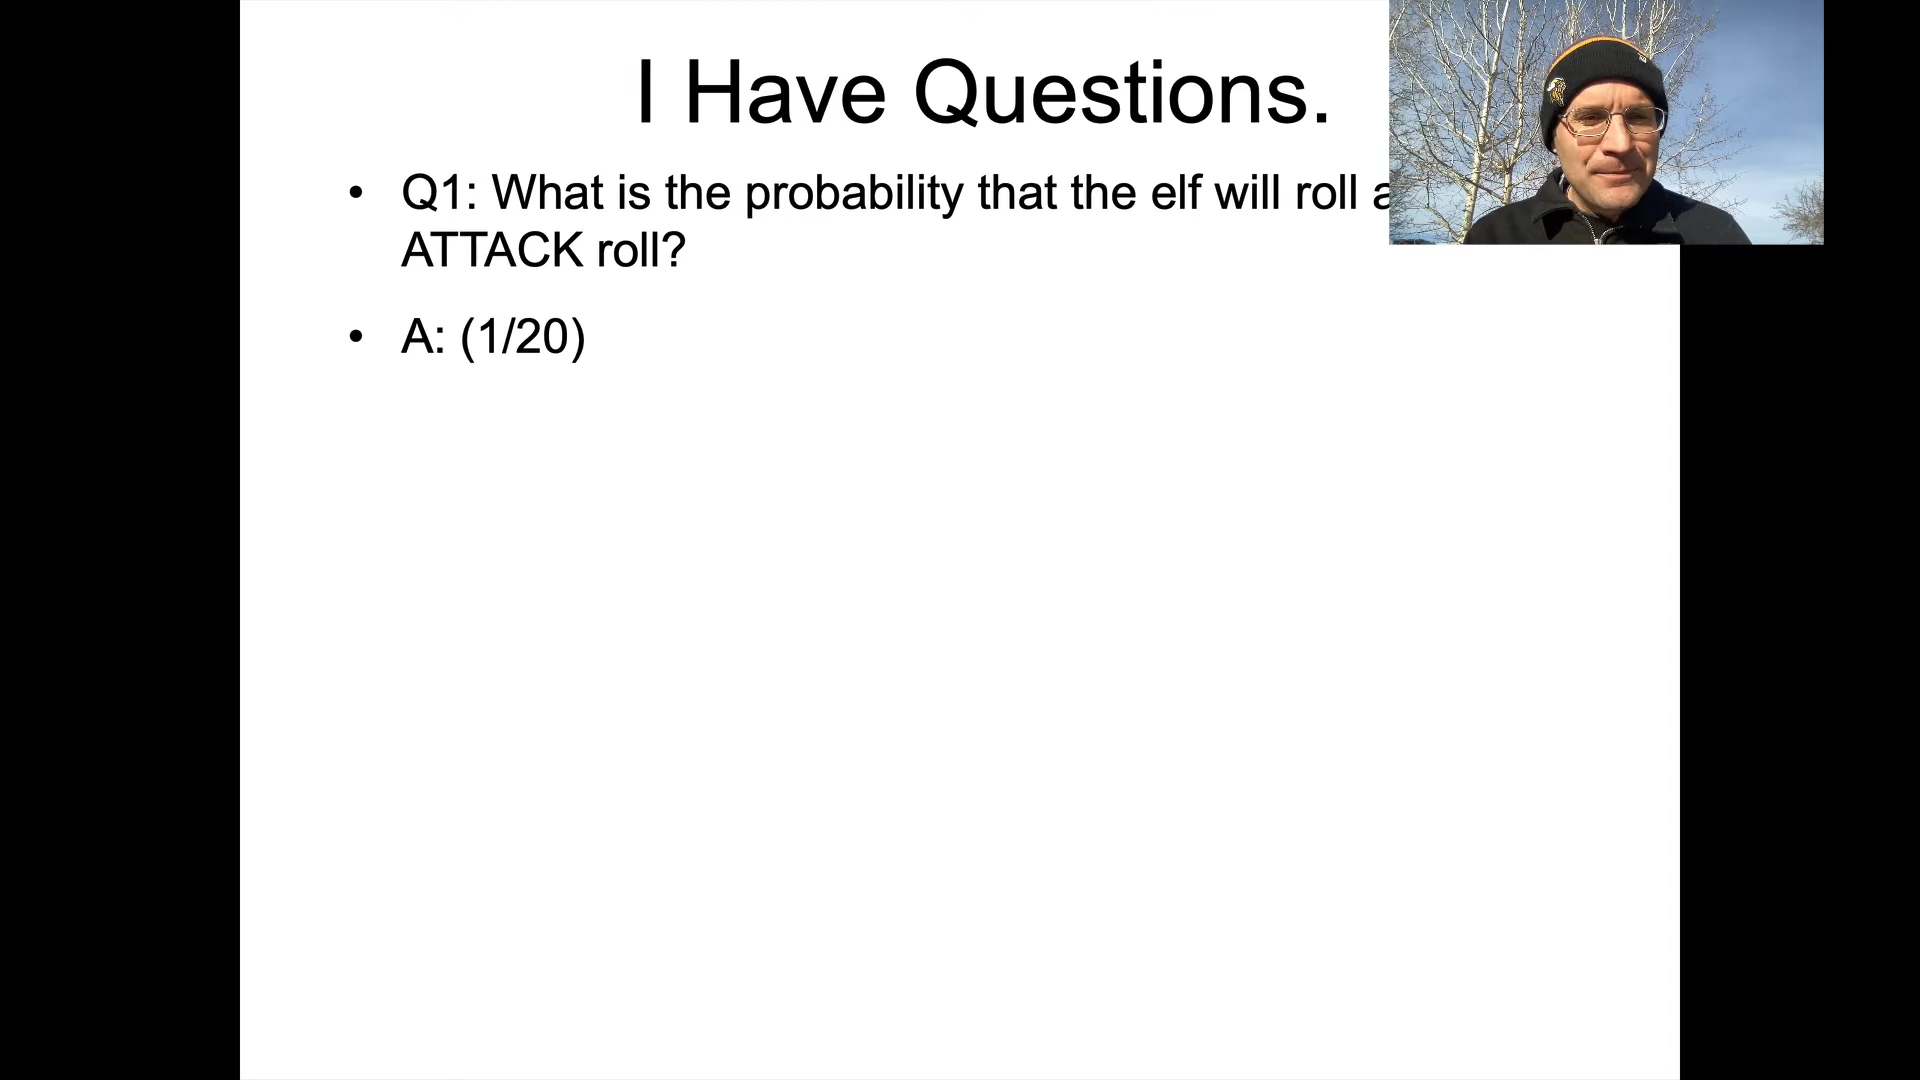 I Have Questions.
• Q1: What is the probability that the elf will roll
ATTACK roll?
• A: (1/20)